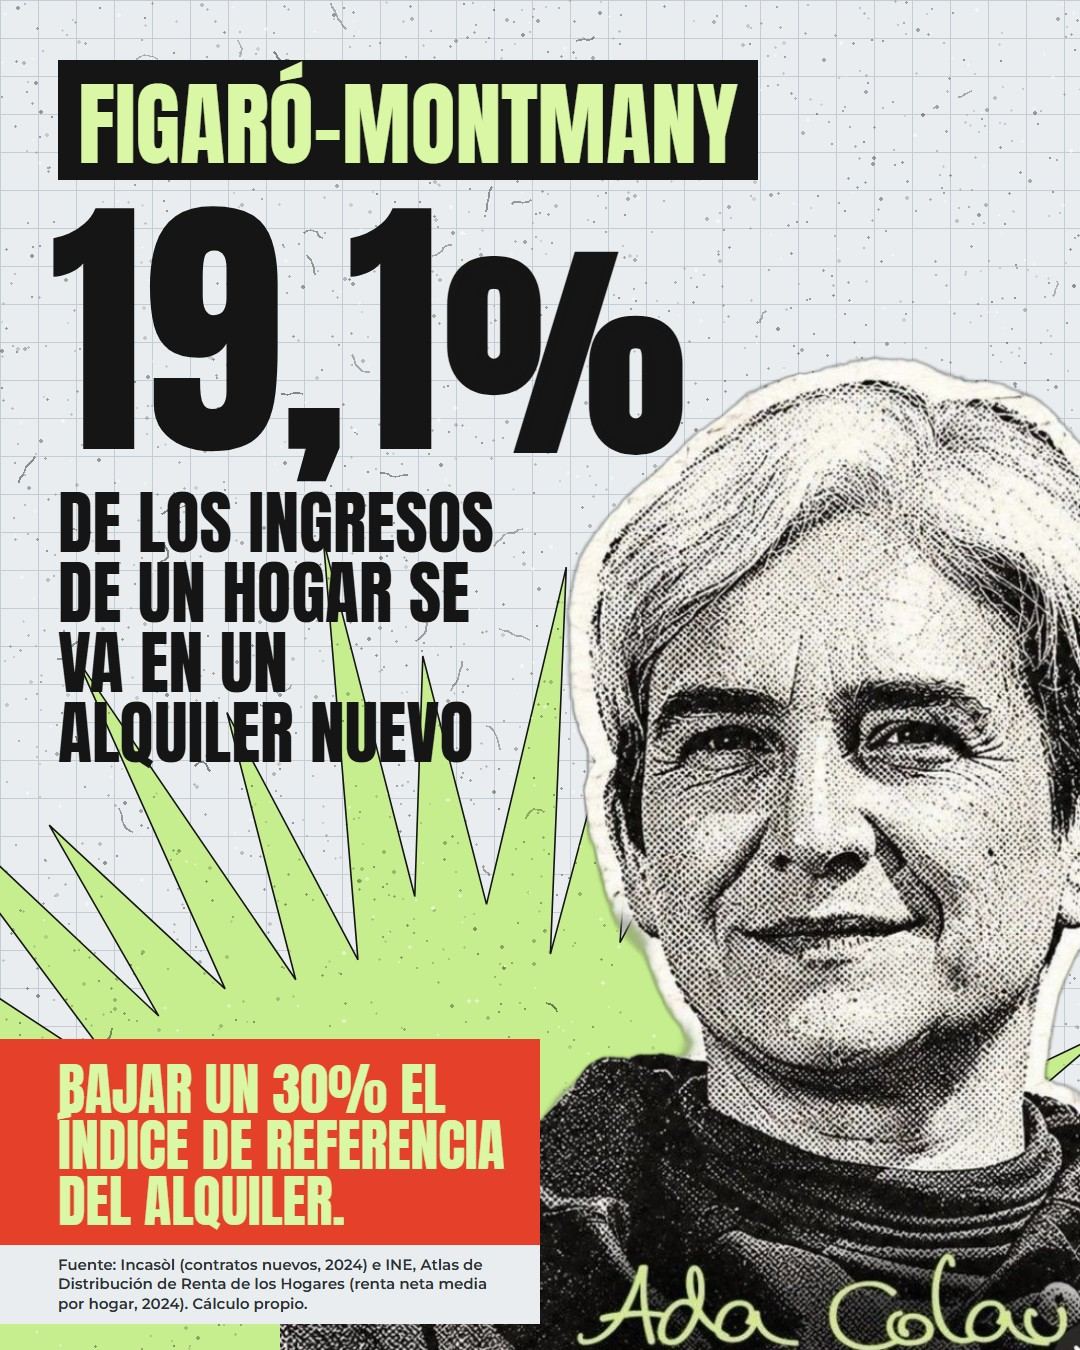 FIGARÓ-MONTMANY
19,1%
DE LOS INGRESOS
DE UN HOGAR SE
VA EN UN
ALQUILER NUEVO
BAJAR UN 30% EL
ÍNDICE DE REFERENCIA
DEL ALQUILER.
Fuente: Incasòl (contratos nuevos, 2024) e INE, Atlas de
Distribución de Renta de los Hogares (renta neta media
por hogar, 2024). Cálculo propio.
Ada Colau